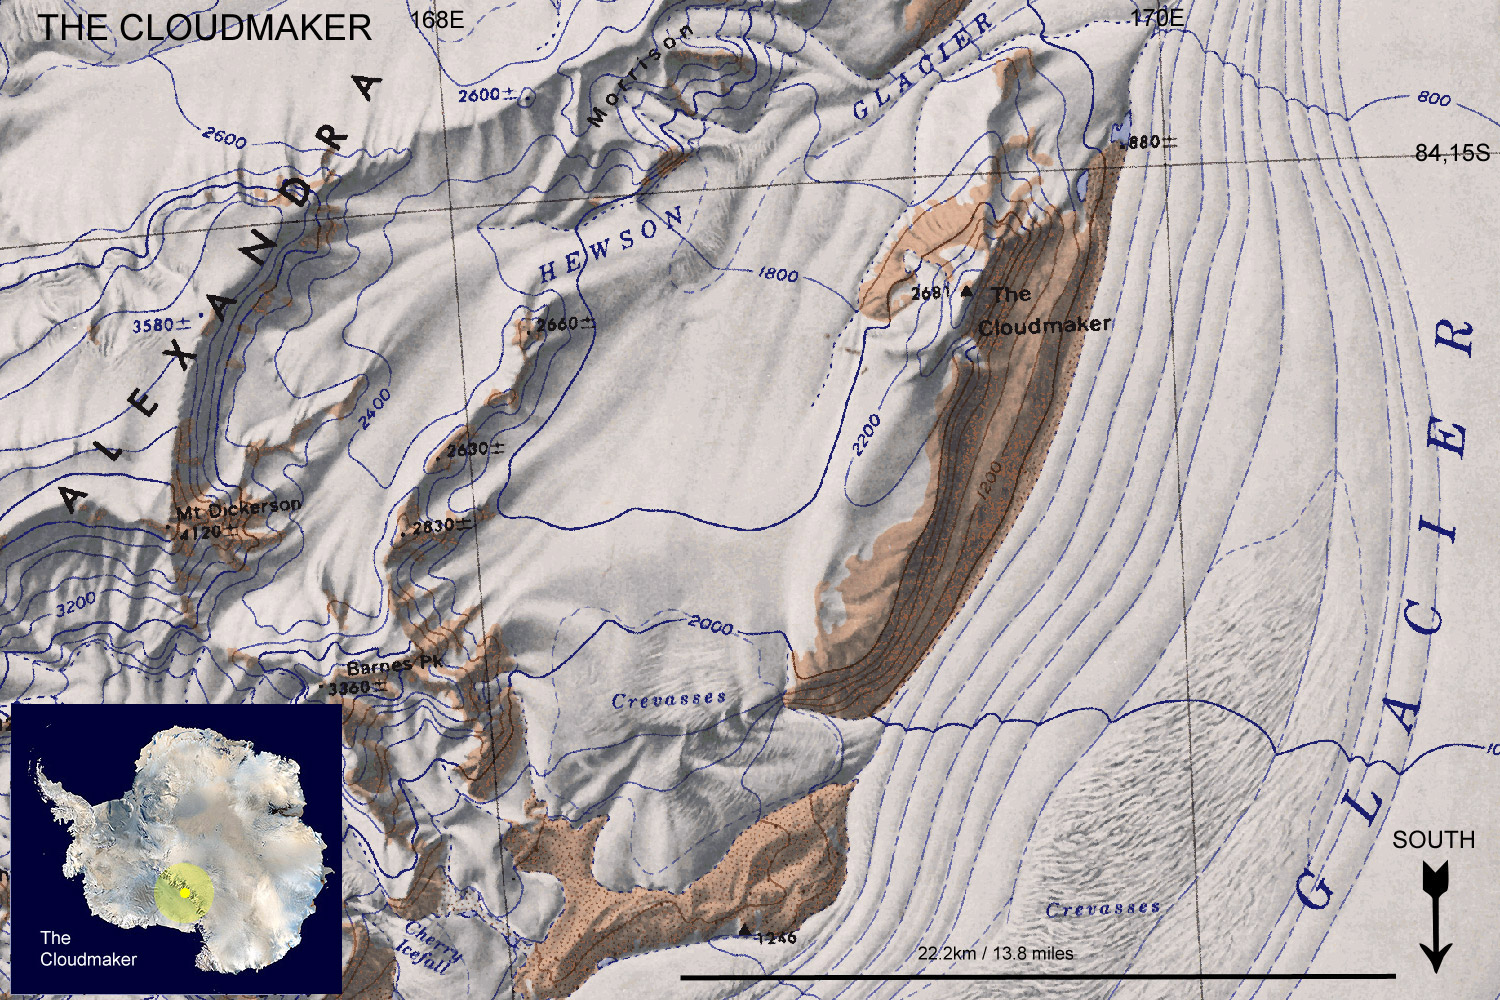 THE CLOUDMAKER
168E
170E
Morrison
GLACIER
2600±
800
2600
880±
84,15S
HEWSON
1800
2681
The
Cloudmaker
3580±
2660±
ALEXANDRA
2400
2200
2630±
1200
Mt Dickerson
4120±
2830±
3200
2000
Barnes Pk
3360±
Crevasses
GLACIER
10
SOUTH
Crevasses
1246
Cherry
Icefall
22.2km / 13.8 miles
The
Cloudmaker